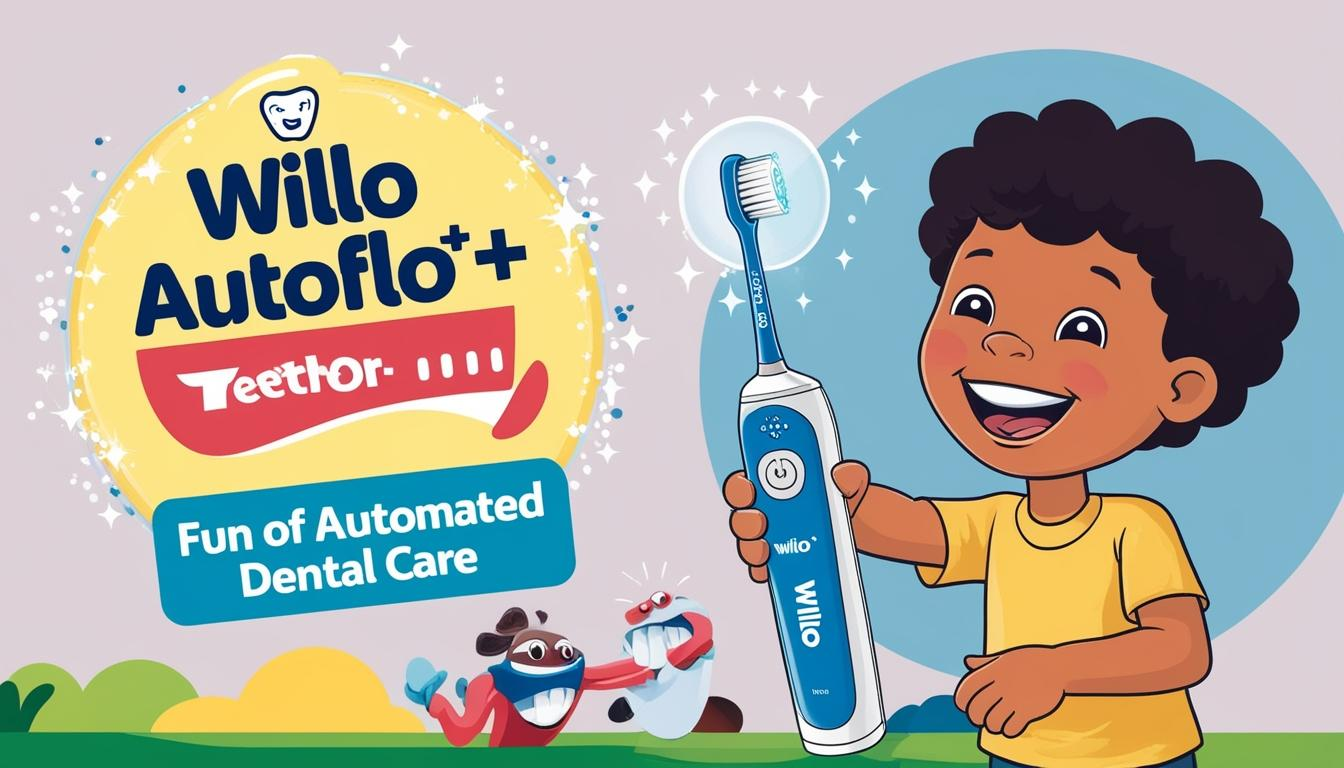 Willo
Autoflo++
Teethor-
Fun of Automated
Dental Care
willo
Willo